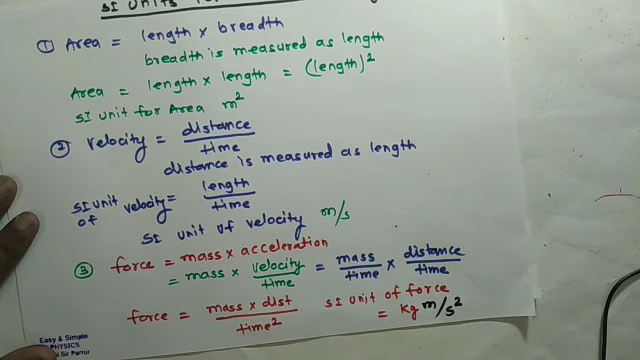 SI Units
① Area = length × breadth
breadth is measured as length
Area = length × length = (length)²
SI unit for Area m²
② velocity = distance/time
distance is measured as length
SI unit of velocity = length/time
SI unit of velocity m/s
③ force = mass × acceleration
= mass × velocity/time = mass/time × distance/time
force = mass × dist/time² SI unit of force = kg m/s²
Easy & Simple
PHYSICS
Sir